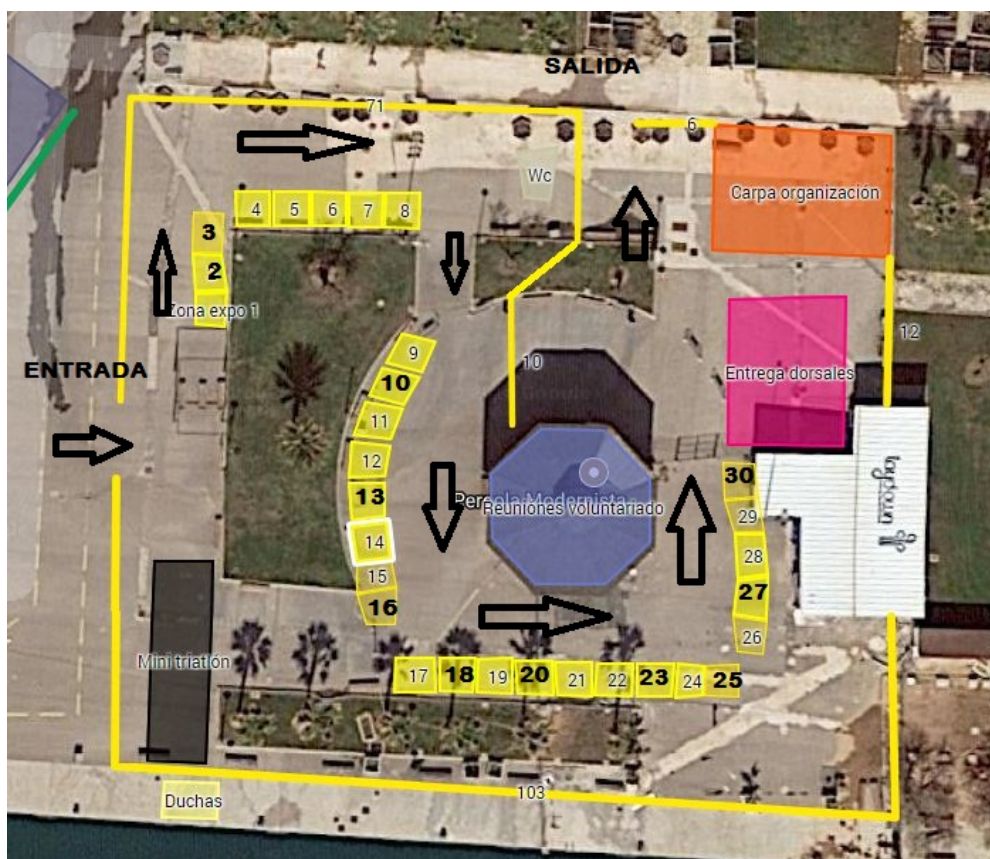 SALIDA
71
6
Wc
Carpa organización
4 5 6 7 8
3
2
Zona expo 1
ENTRADA
9
10
12
Entrega dorsales
10
11
12
13
Pergola Modernista
Reuniones voluntariado
14
15
16
30
29
28
27
26
Mini triatlón
17 18 19 20 21 22 23 24 25
103
Duchas